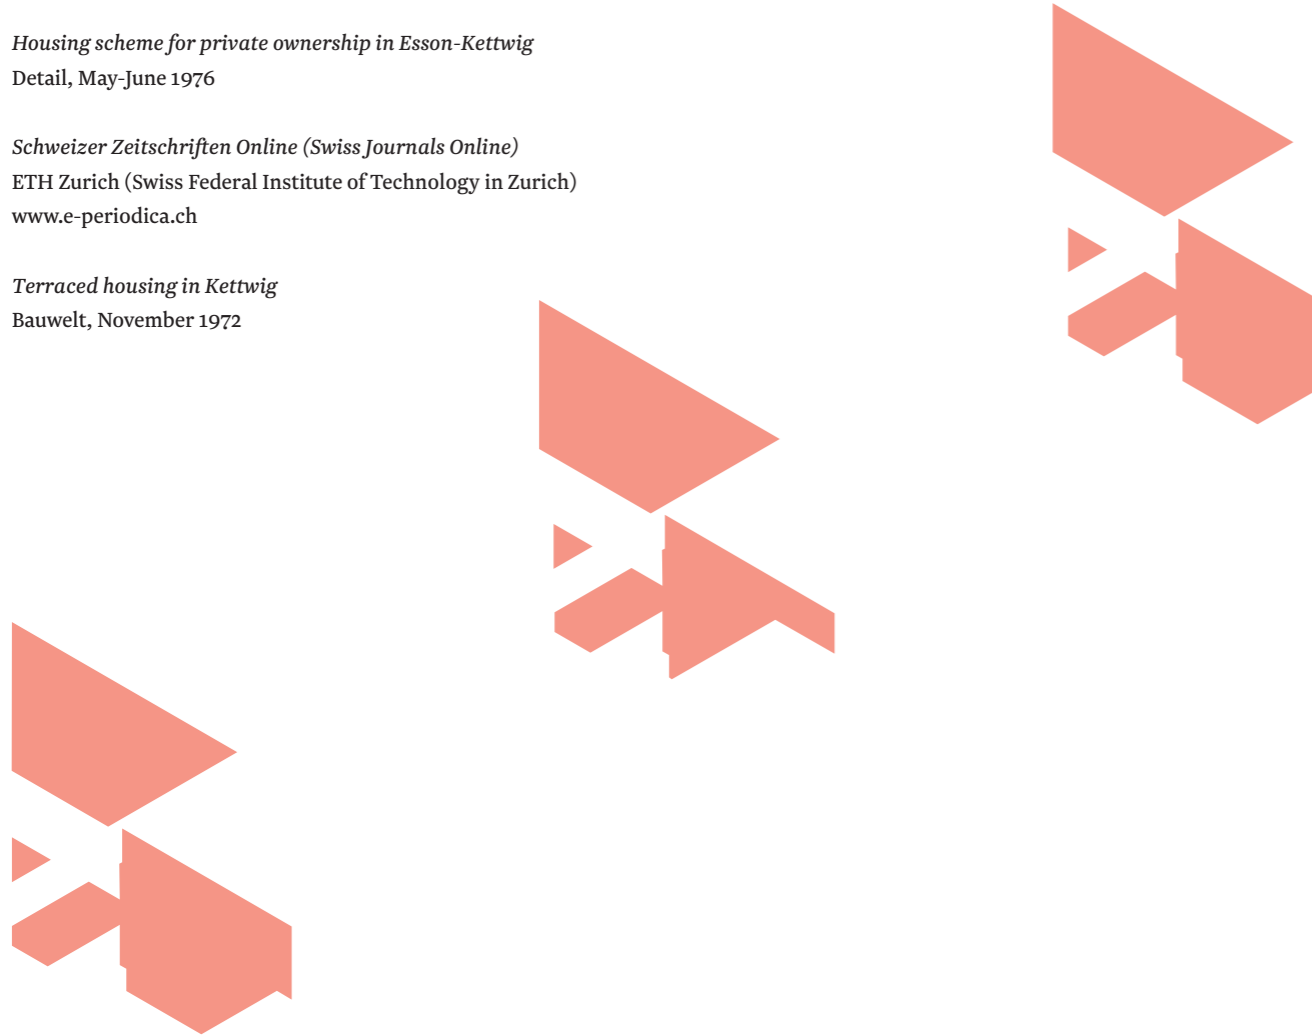 Housing scheme for private ownership in Esson-Kettwig
Detail, May-June 1976
Schweizer Zeitschriften Online (Swiss Journals Online)
ETH Zurich (Swiss Federal Institute of Technology in Zurich)
www.e-periodica.ch
Terraced housing in Kettwig
Bauwelt, November 1972